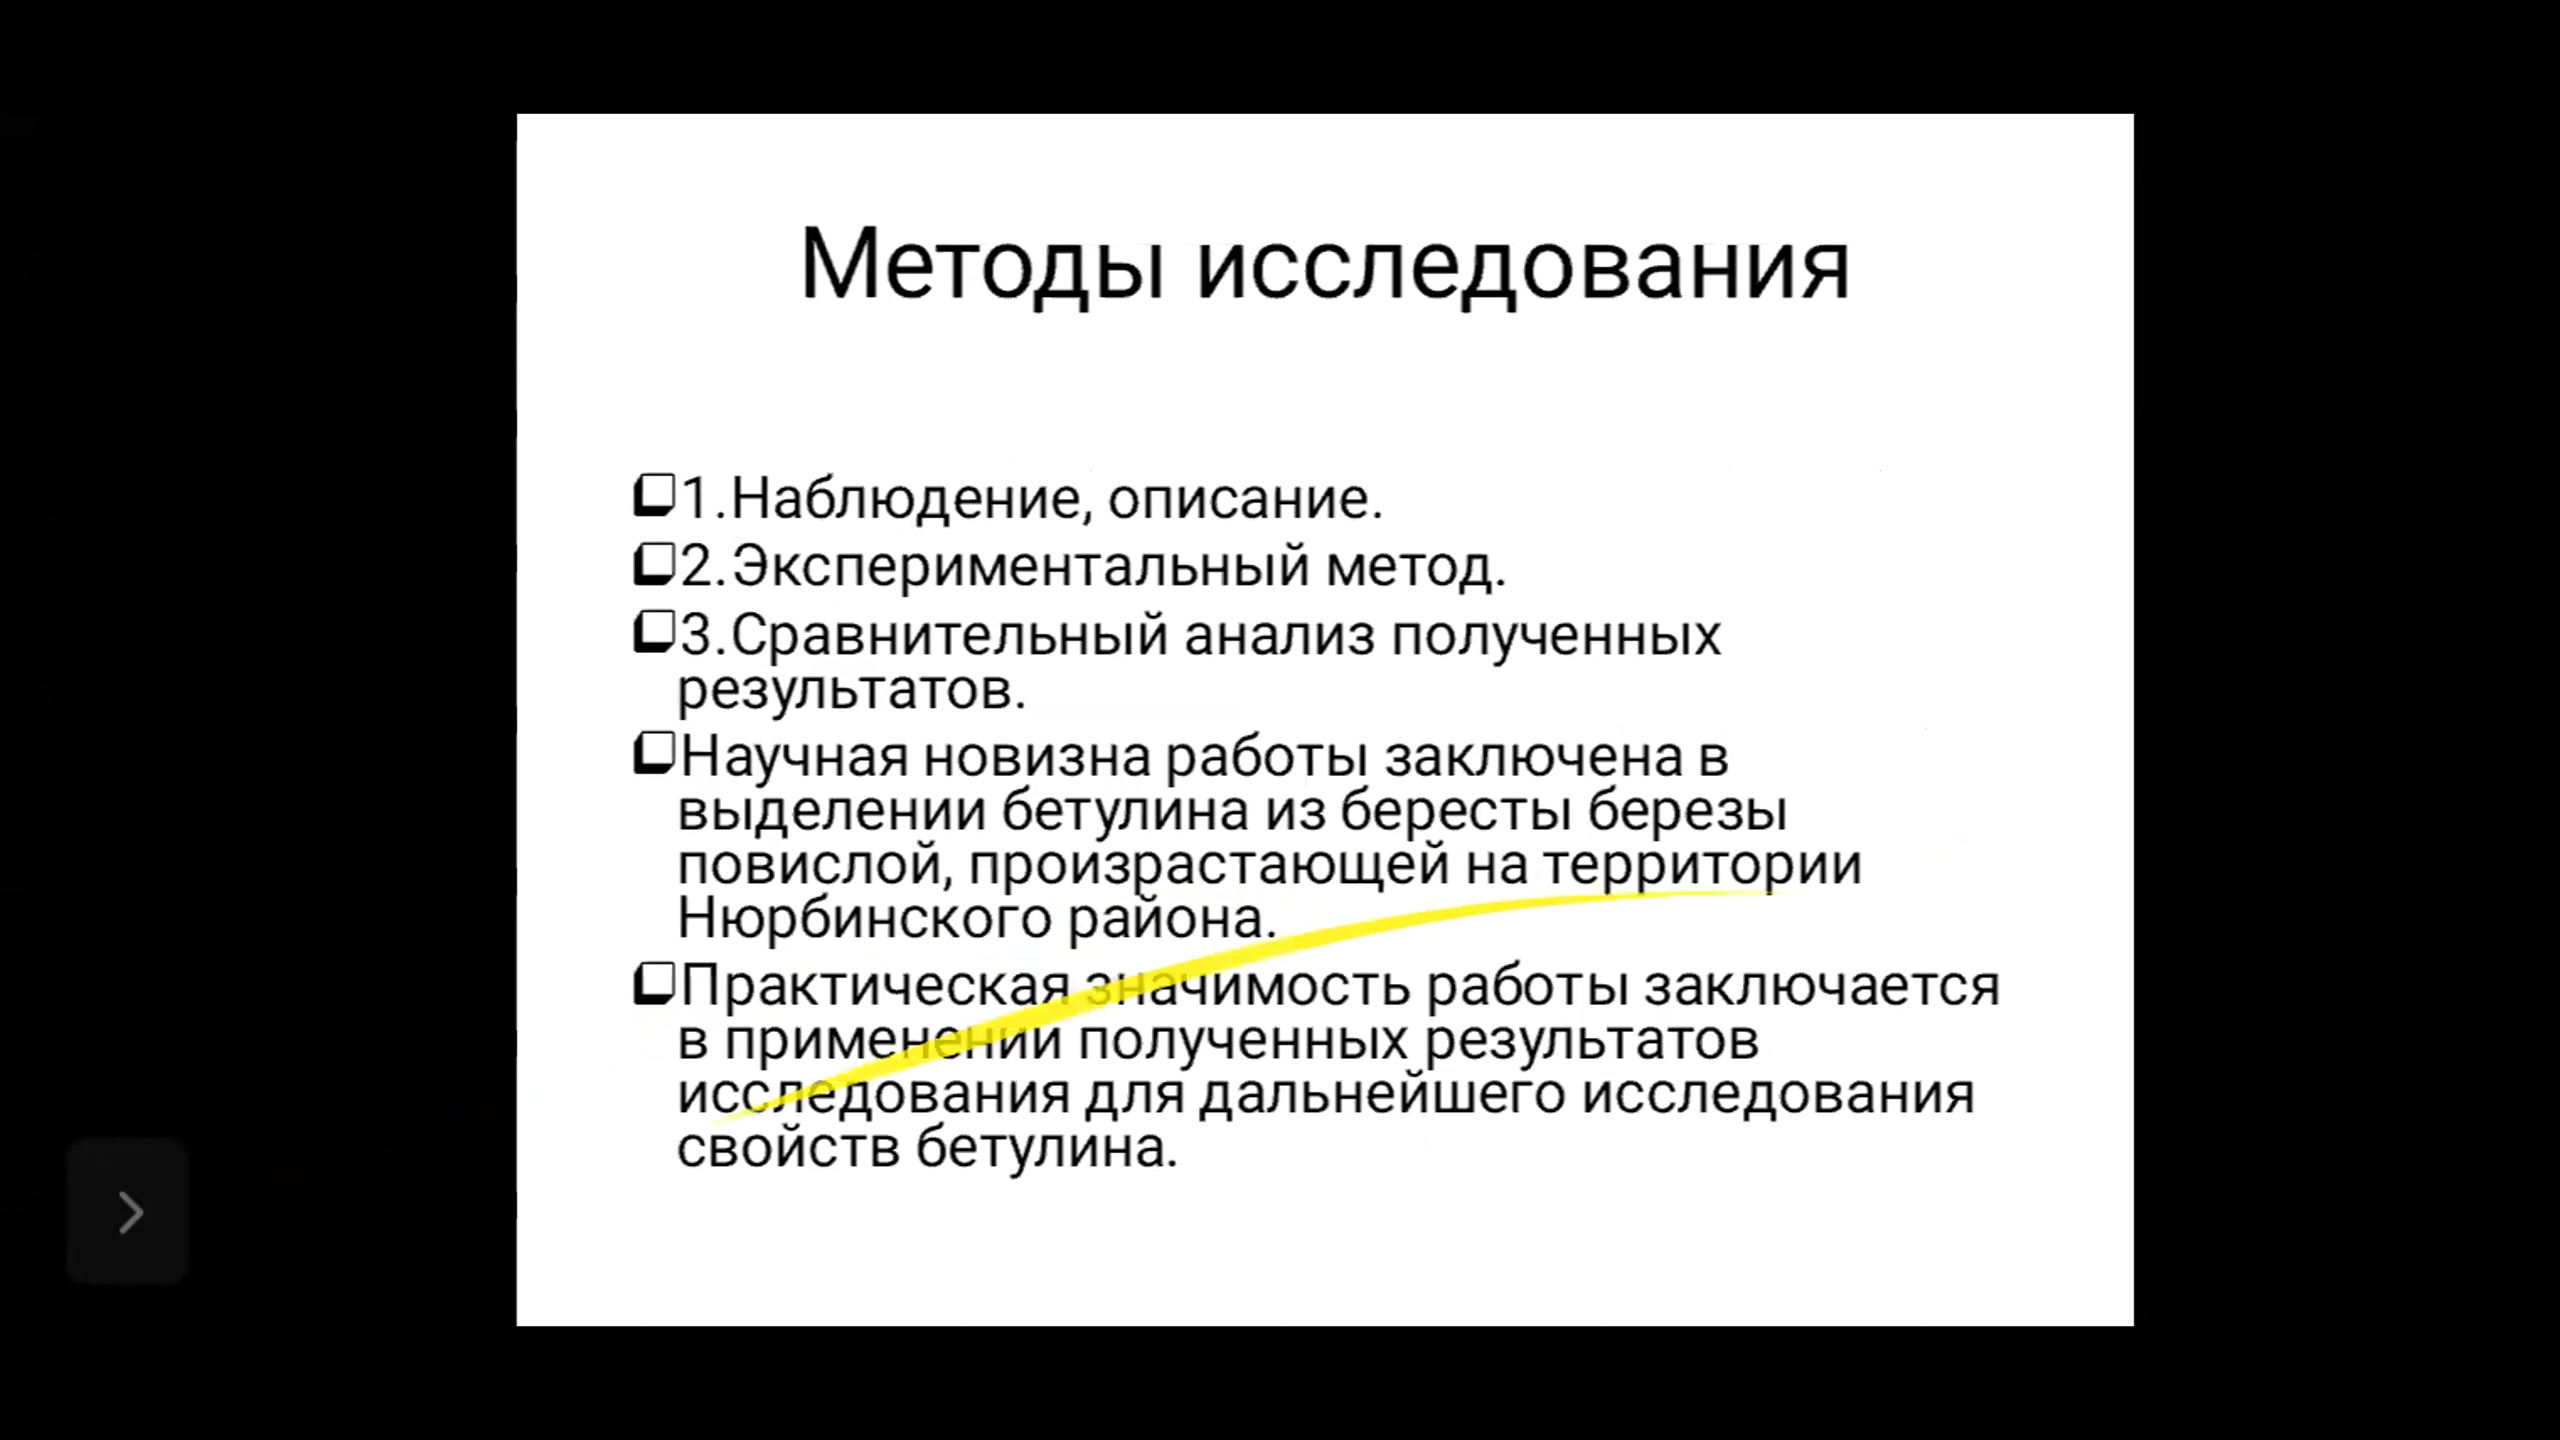 Методы исследования
1.Наблюдение, описание.
2.Экспериментальный метод.
3.Сравнительный анализ полученных
результатов.
Научная новизна работы заключена в
выделении бетулина из бересты березы
повислой, произрастающей на территории
Нюрбинского района.
Практическая значимость работы заключается
в применении полученных результатов
исследования для дальнейшего исследования
свойств бетулина.